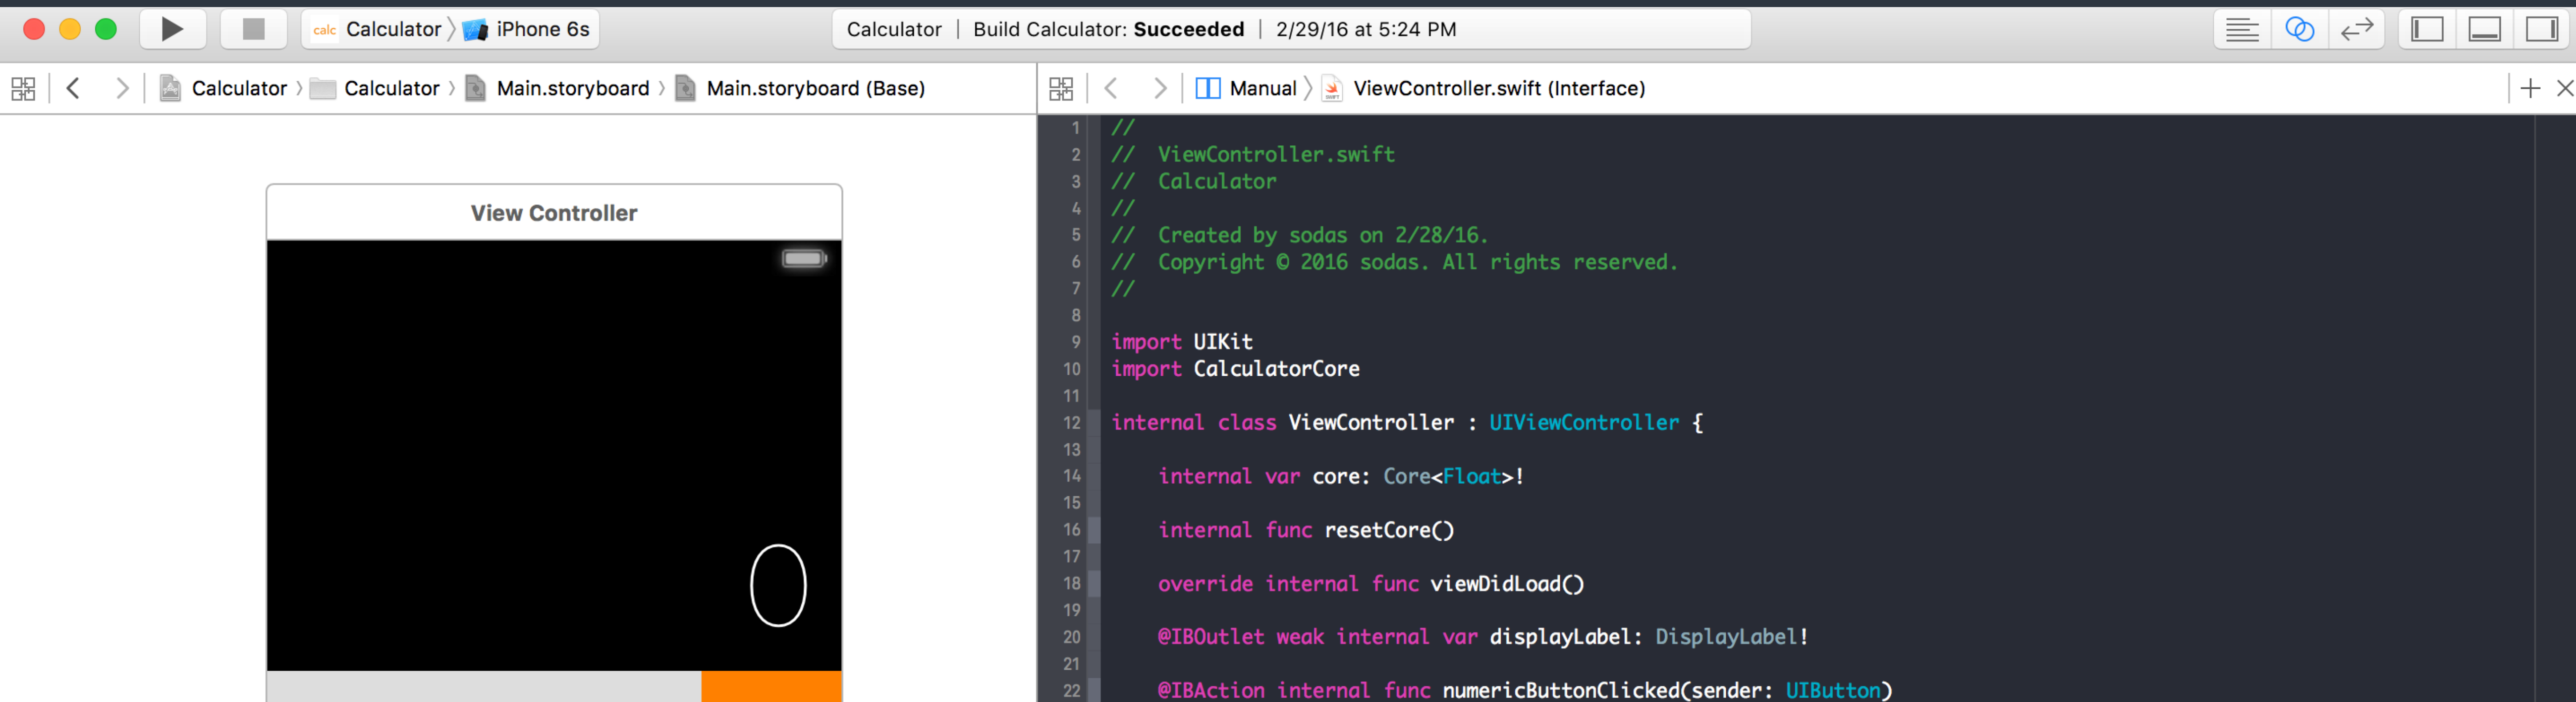 calc Calculator iPhone 6s
Calculator | Build Calculator: Succeeded | 2/29/16 at 5:24 PM
Calculator Calculator Main.storyboard Main.storyboard (Base)
View Controller
0
Manual ViewController.swift (Interface)
1 //
2 //  ViewController.swift
3 //  Calculator
4 //
5 //  Created by sodas on 2/28/16.
6 //  Copyright © 2016 sodas. All rights reserved.
7 //
8
9 import UIKit
10 import CalculatorCore
11
12 internal class ViewController : UIViewController {
13
14     internal var core: Core<Float>!
15
16     internal func resetCore()
17
18     override internal func viewDidLoad()
19
20     @IBOutlet weak internal var displayLabel: DisplayLabel!
21
22     @IBAction internal func numericButtonClicked(sender: UIButton)